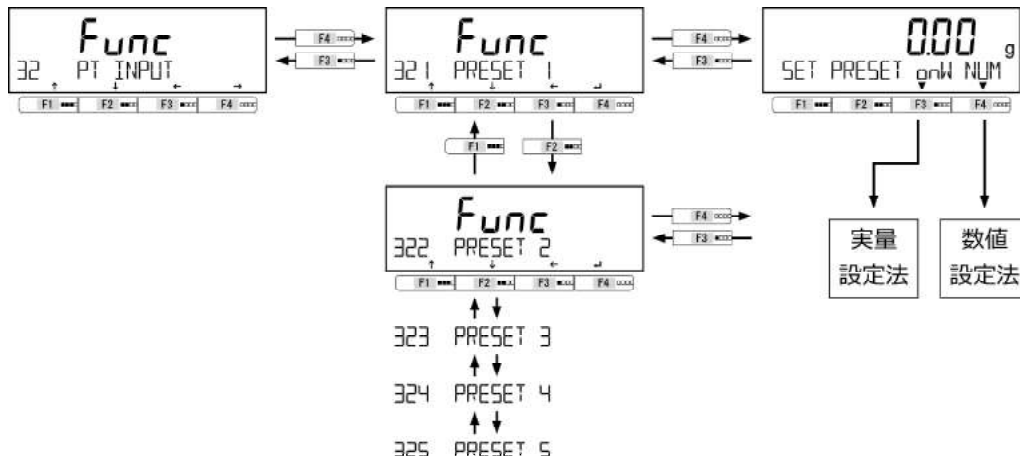 Func
32 PT INPUT
F1 F2 F3 F4
F4
F3
Func
321 PRESET 1
F1 F2 F3 F4
F4
F3
0.00 g
SET PRESET onW NUM
F1 F2 F3 F4
F1
F2
Func
322 PRESET 2
F1 F2 F3 F4
F4
F3
実量
設定法
数値
設定法
323 PRESET 3
324 PRESET 4
325 PRESET 5